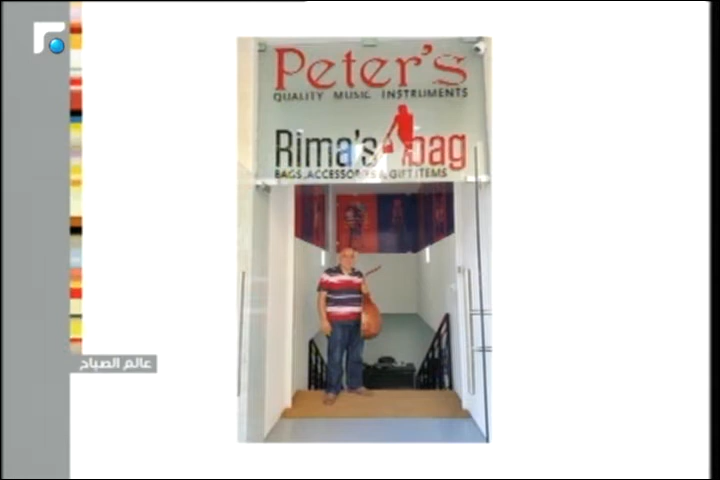 Peter's
QUALITY MUSIC INSTRUMENTS
Rima's bag
BAGS, ACCESSORIES & GIFT ITEMS
عالم الصباح